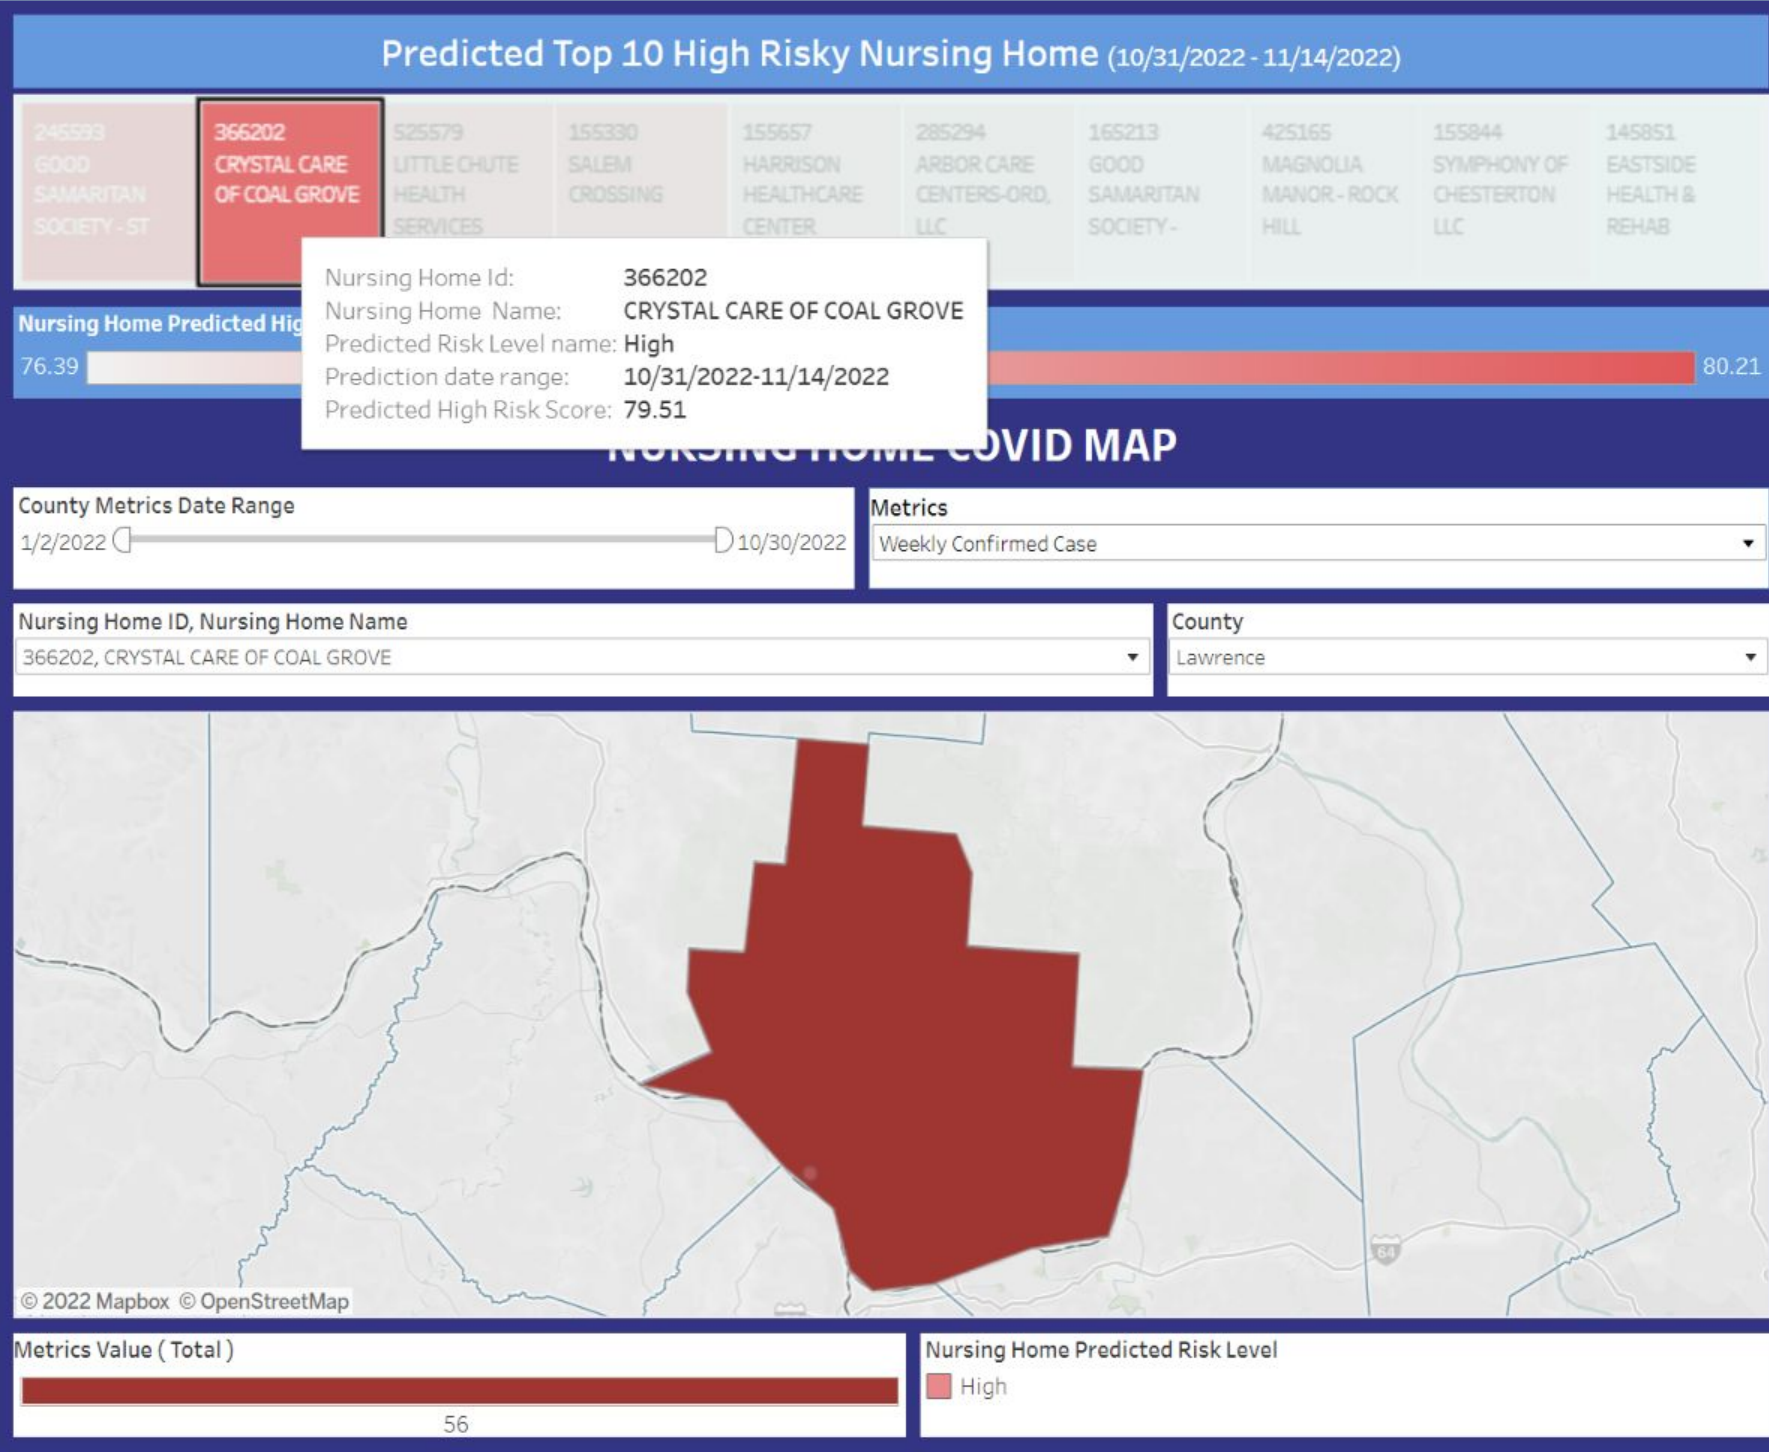 Predicted Top 10 High Risky Nursing Home (10/31/2022 - 11/14/2022)
245593
GOOD
SAMARITAN
SOCIETY - ST
366202
CRYSTAL CARE
OF COAL GROVE
525579
LITTLE CHUTE
HEALTH
SERVICES
155330
SALEM
CROSSING
155657
HARRISON
HEALTHCARE
CENTER
285294
ARBOR CARE
CENTERS-ORD,
LLC
165213
GOOD
SAMARITAN
SOCIETY -
425165
MAGNOLIA
MANOR - ROCK
HILL
155844
SYMPHONY OF
CHESTERTON
LLC
145851
EASTSIDE
HEALTH &
REHAB
Nursing Home Id: 366202
Nursing Home Name: CRYSTAL CARE OF COAL GROVE
Predicted Risk Level name: High
Prediction date range: 10/31/2022-11/14/2022
Predicted High Risk Score: 79.51
Nursing Home Predicted
76.39
80.21
NURSING HOME COVID MAP
County Metrics Date Range
1/2/2022
10/30/2022
Metrics
Weekly Confirmed Case
Nursing Home ID, Nursing Home Name
366202, CRYSTAL CARE OF COAL GROVE
County
Lawrence
64
© 2022 Mapbox © OpenStreetMap
Metrics Value ( Total )
56
Nursing Home Predicted Risk Level
High